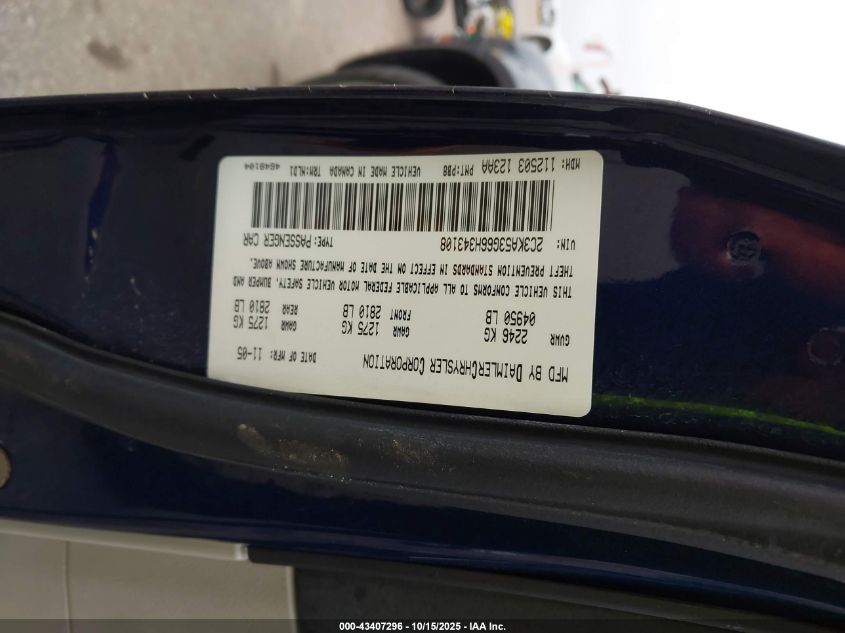 MFD BY DAIMLERCHRYSLER CORPORATION
DATE OF MFR: 11-05
GVWR
2246 KG
04950 LB
GAWR
FRONT
1275 KG
2810 LB
GAWR
REAR
1275 KG
2810 LB
THIS VEHICLE CONFORMS TO ALL APPLICABLE FEDERAL MOTOR VEHICLE SAFETY, BUMPER AND
THEFT PREVENTION STANDARDS IN EFFECT ON THE DATE OF MANUFACTURE SHOWN ABOVE.
VIN: 2C3KA53G66H343108 TYPE: PASSENGER CAR
MDH: 112503 123AA PNT:PB8 VEHICLE MADE IN CANADA TRM:MLD1 4648104
000-43407296 - 10/15/2025 - IAA Inc.